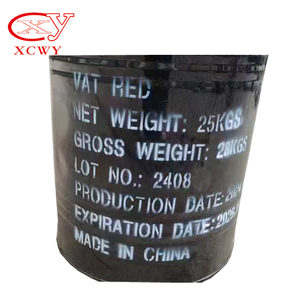 XCWY
VAT RED
NET WEIGHT: 25KGS
GROSS WEIGHT: 28KGS
LOT NO.: 2408
PRODUCTION DATE:
EXPIRATION DATE:
MADE IN CHINA